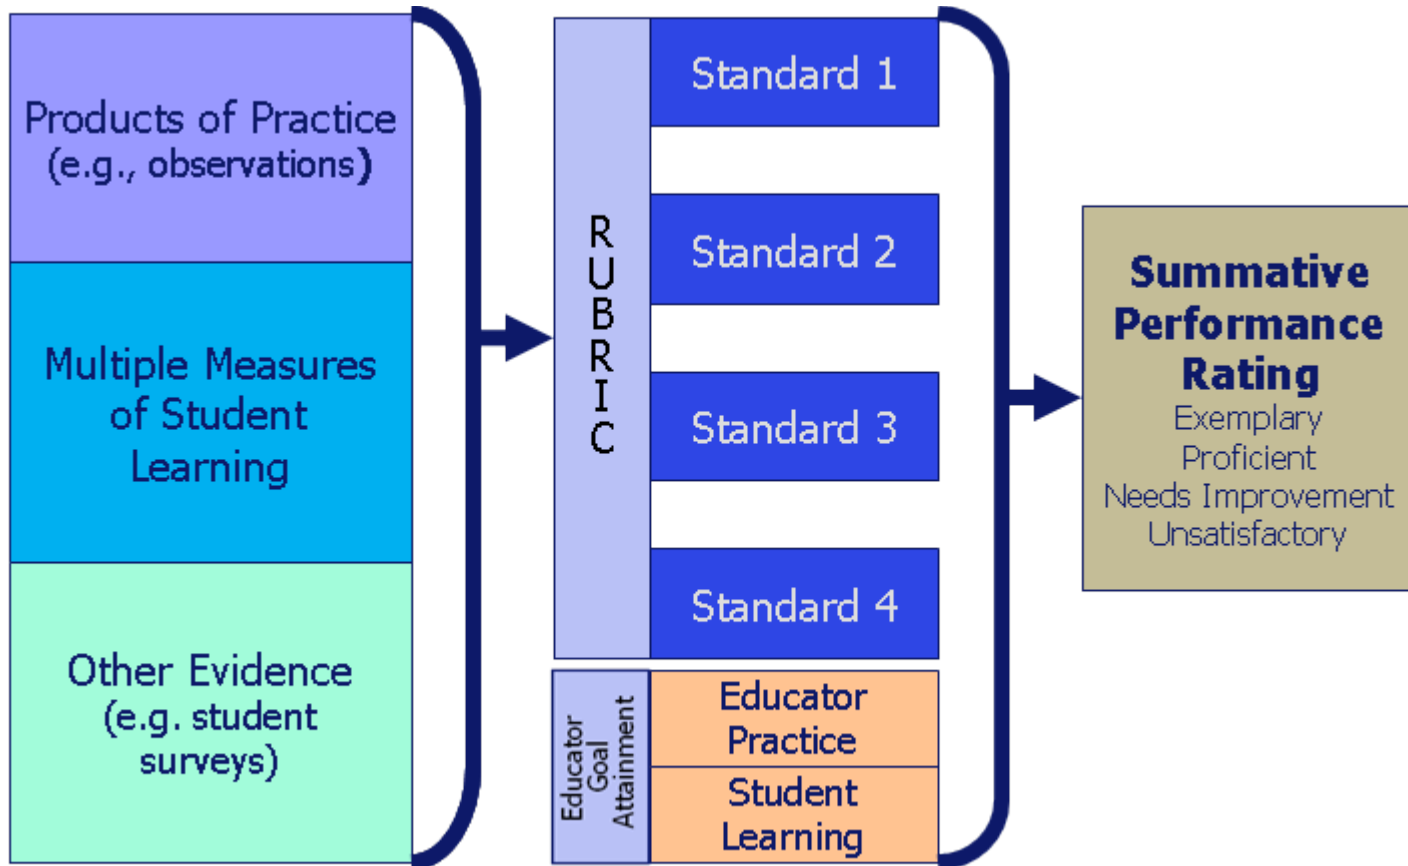 Products of Practice
(e.g., observations)
Multiple Measures
of Student
Learning
Other Evidence
(e.g. student
surveys)
RUBRIC
Standard 1
Standard 2
Standard 3
Standard 4
Educator
Goal
Attainment
Educator
Practice
Student
Learning
Summative
Performance
Rating
Exemplary
Proficient
Needs Improvement
Unsatisfactory